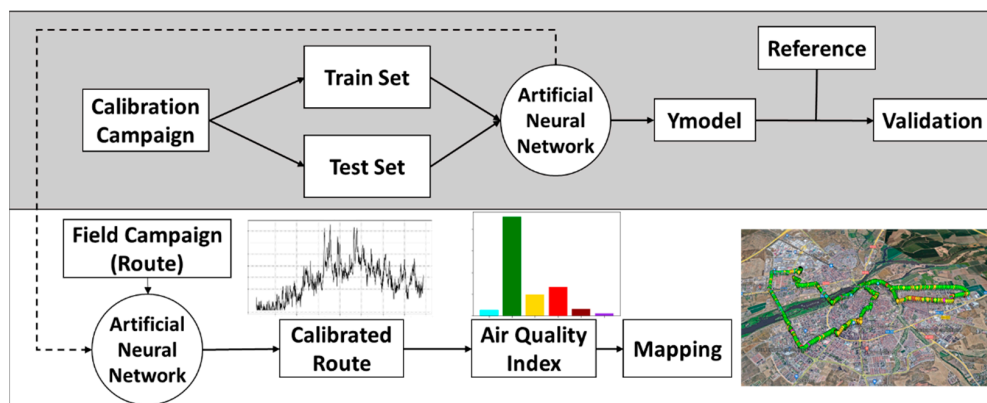 Reference
Train Set
Calibration
Campaign
Artificial
Neural
Network
Ymodel
Validation
Test Set
Field Campaign
(Route)
Artificial
Neural
Network
Calibrated
Route
Air Quality
Index
Mapping